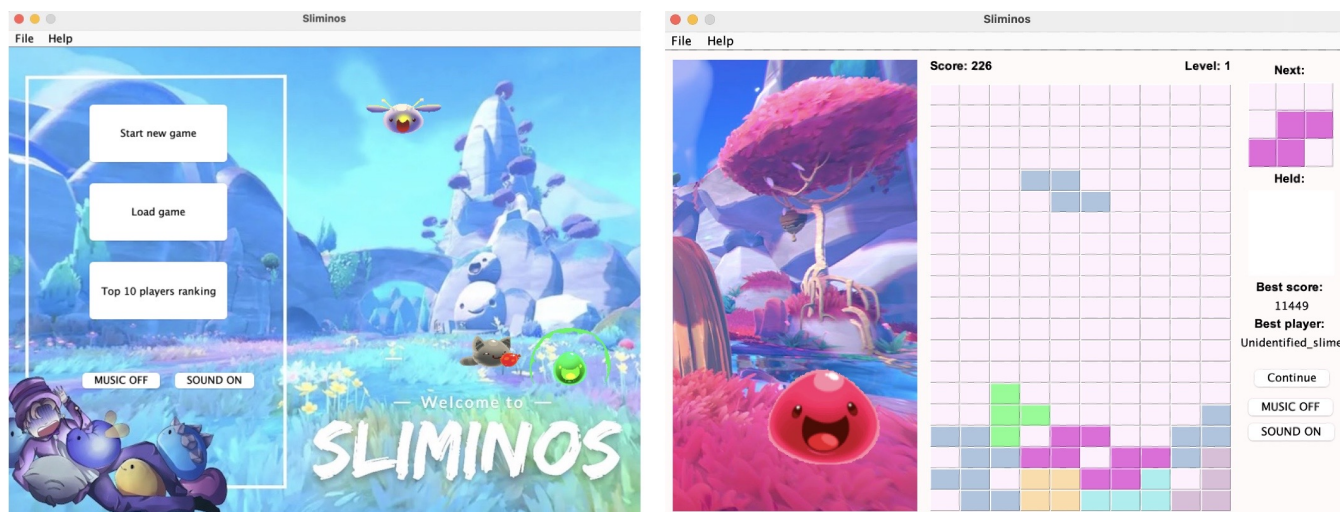 Sliminos
File Help
Start new game
Load game
Top 10 players ranking
MUSIC OFF SOUND ON
— Welcome to —
SLIMINOS
Sliminos
File Help
Score: 226 Level: 1
Next:
Held:
Best score:
11449
Best player:
Unidentified_slime
Continue
MUSIC OFF
SOUND ON